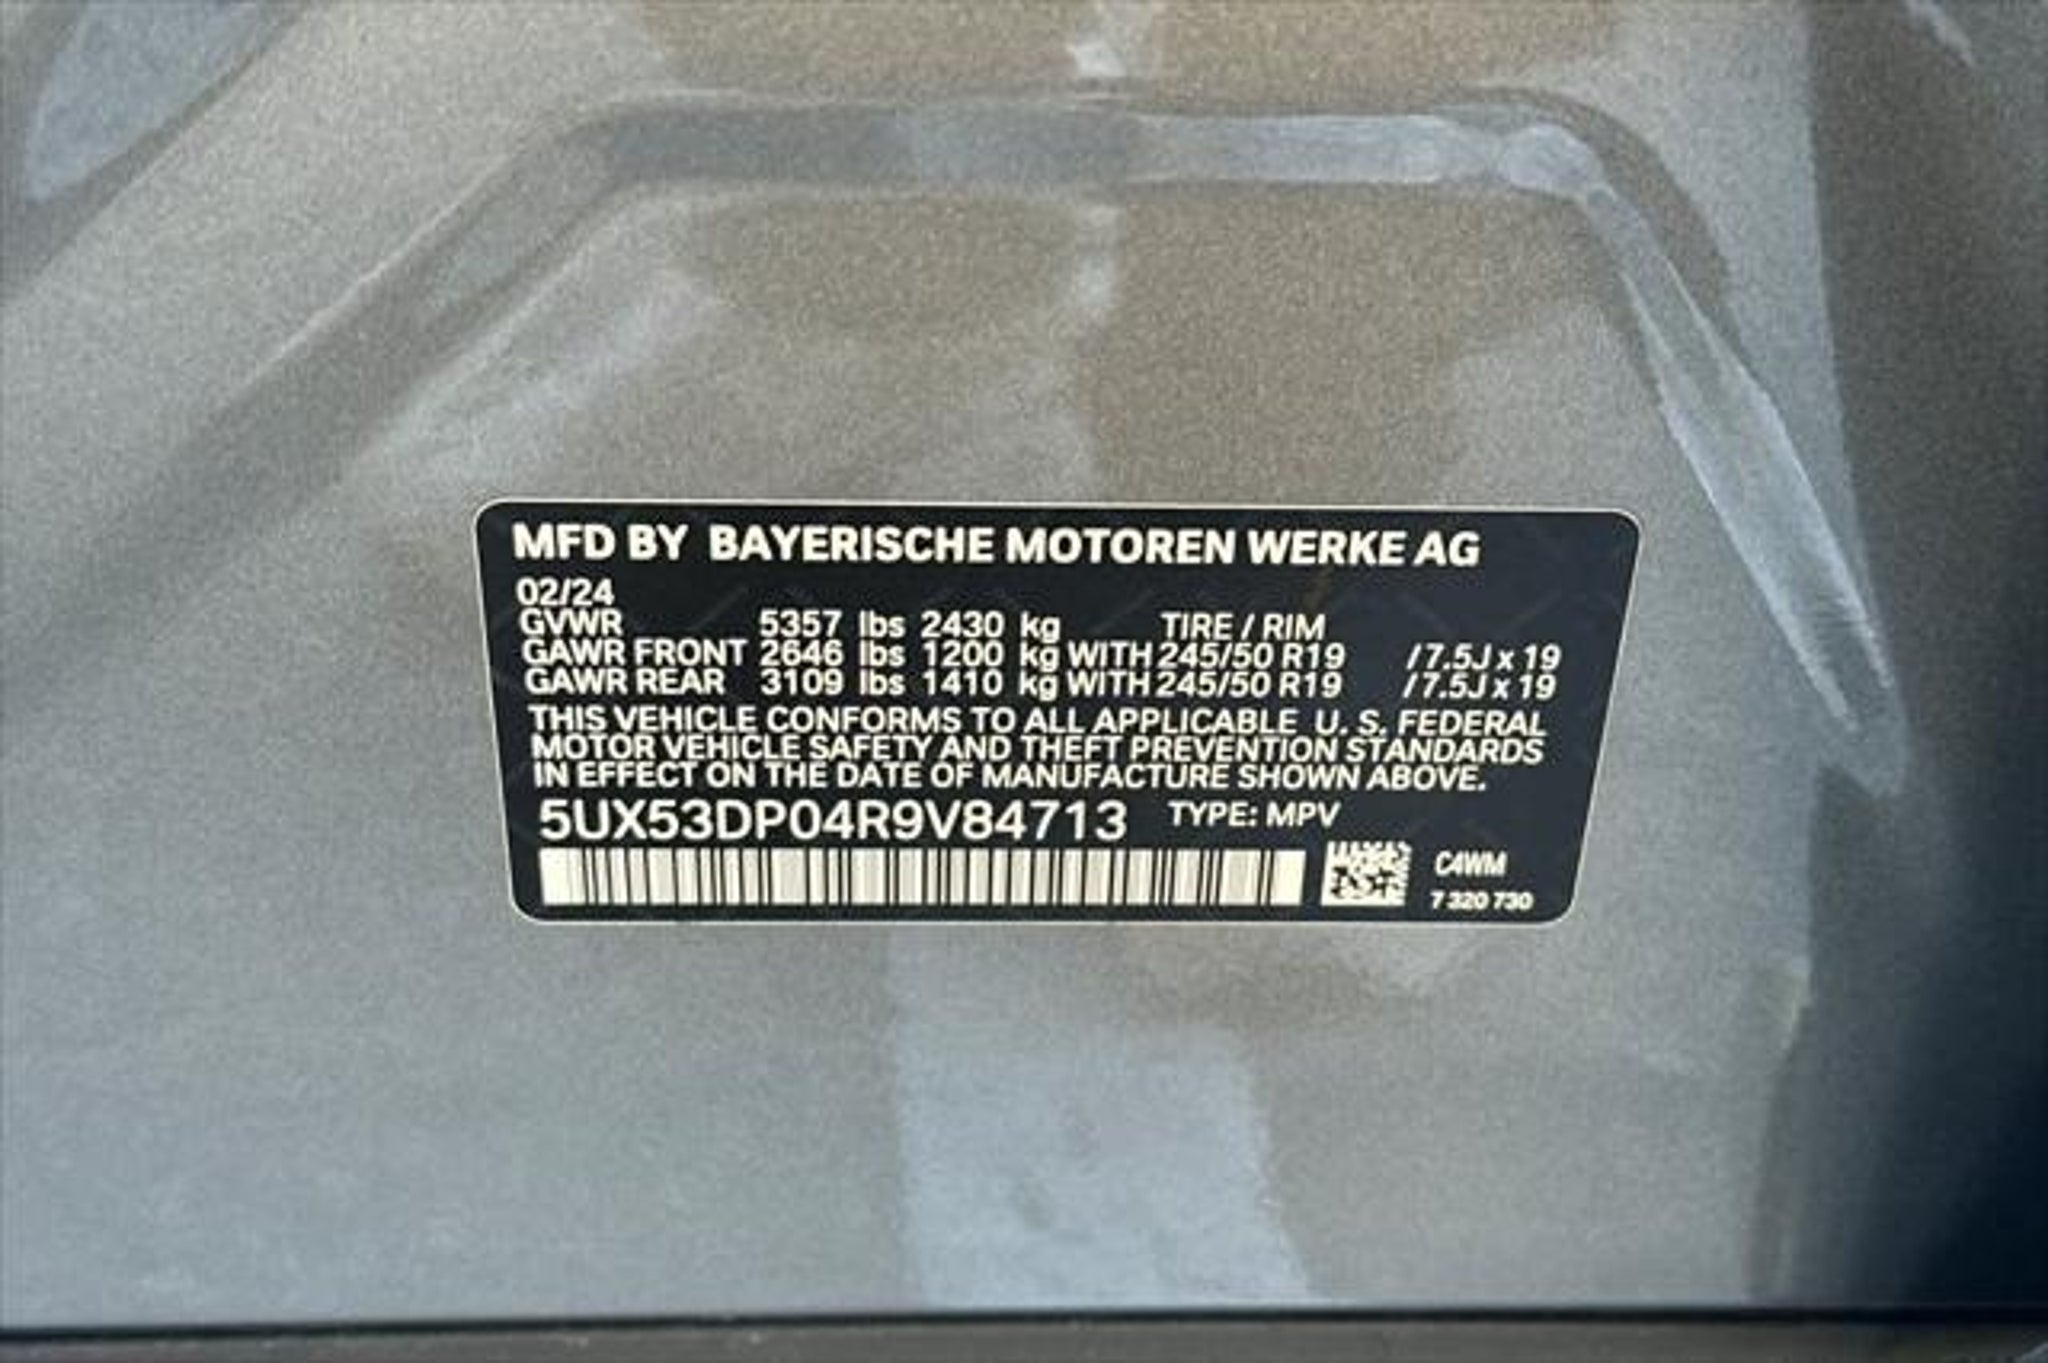 MFD BY BAYERISCHE MOTOREN WERKE AG
02/24
GVWR 5357 lbs 2430 kg TIRE / RIM
GAWR FRONT 2646 lbs 1200 kg WITH 245/50 R19 / 7.5J x 19
GAWR REAR 3109 lbs 1410 kg WITH 245/50 R19 / 7.5J x 19
THIS VEHICLE CONFORMS TO ALL APPLICABLE U. S. FEDERAL
MOTOR VEHICLE SAFETY AND THEFT PREVENTION STANDARDS
IN EFFECT ON THE DATE OF MANUFACTURE SHOWN ABOVE.
5UX53DP04R9V84713 TYPE: MPV
C4WM
7 320 730